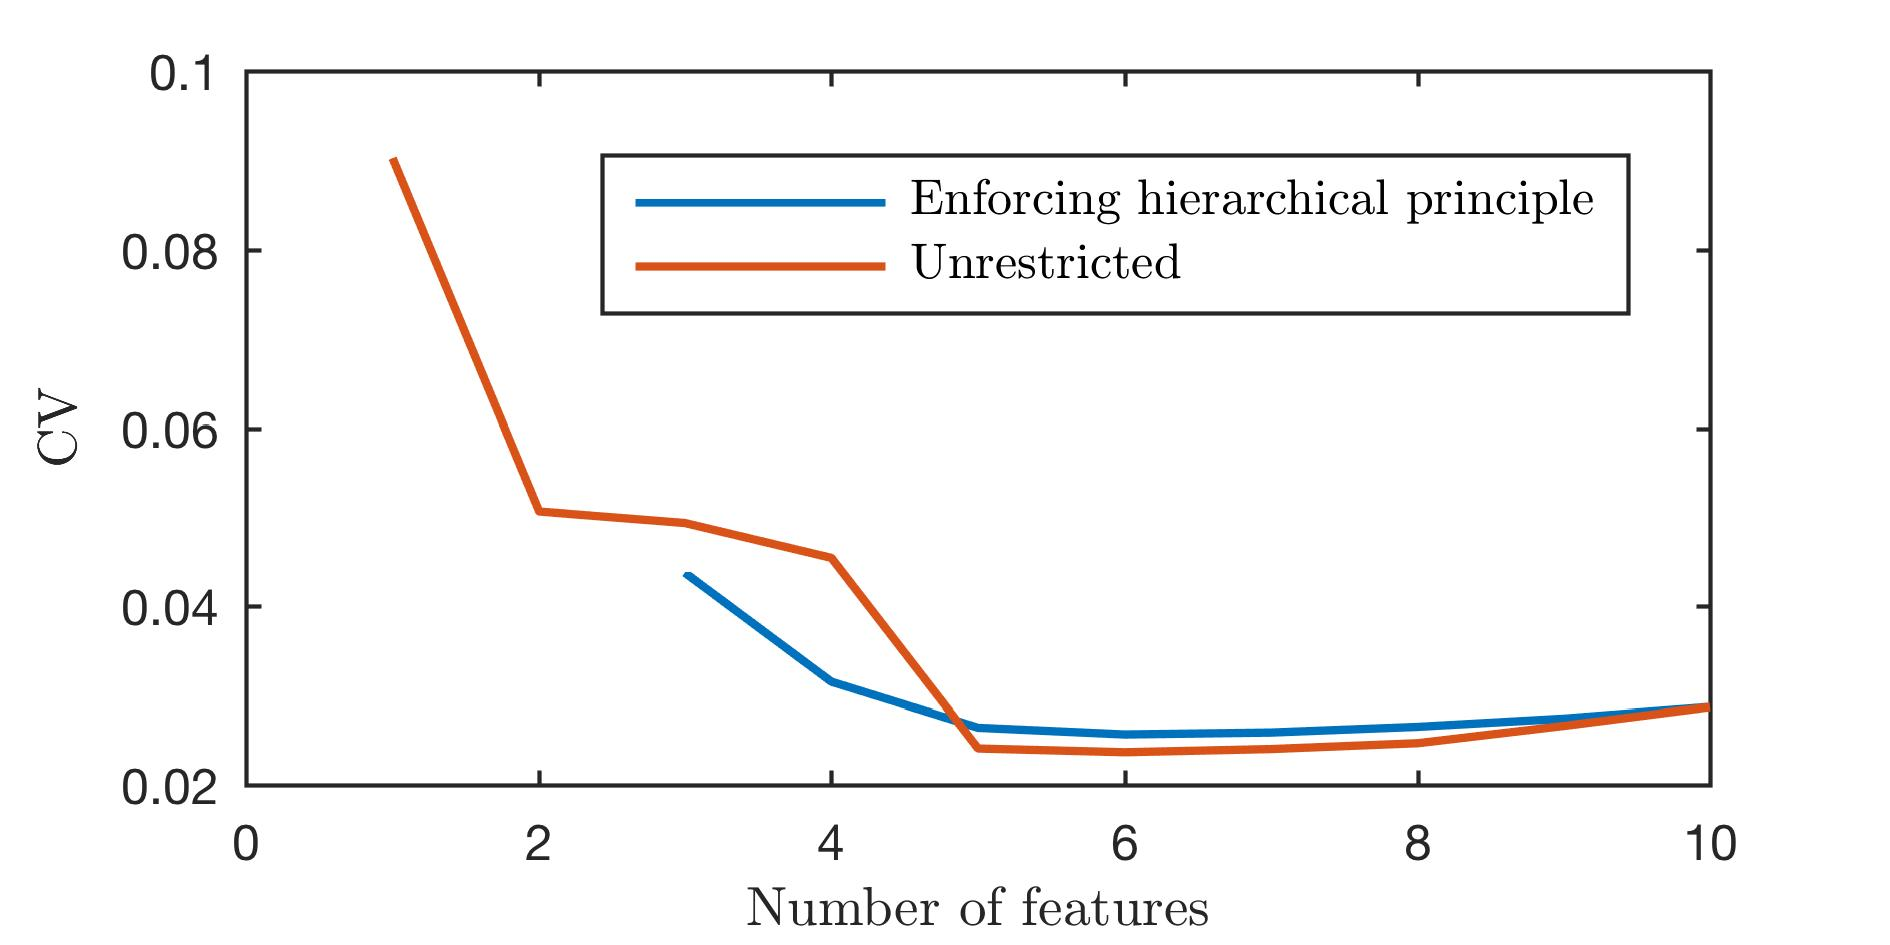 0.1
0.08
0.06
0.04
0.02
CV
Enforcing hierarchical principle
Unrestricted
0 2 4 6 8 10
Number of features